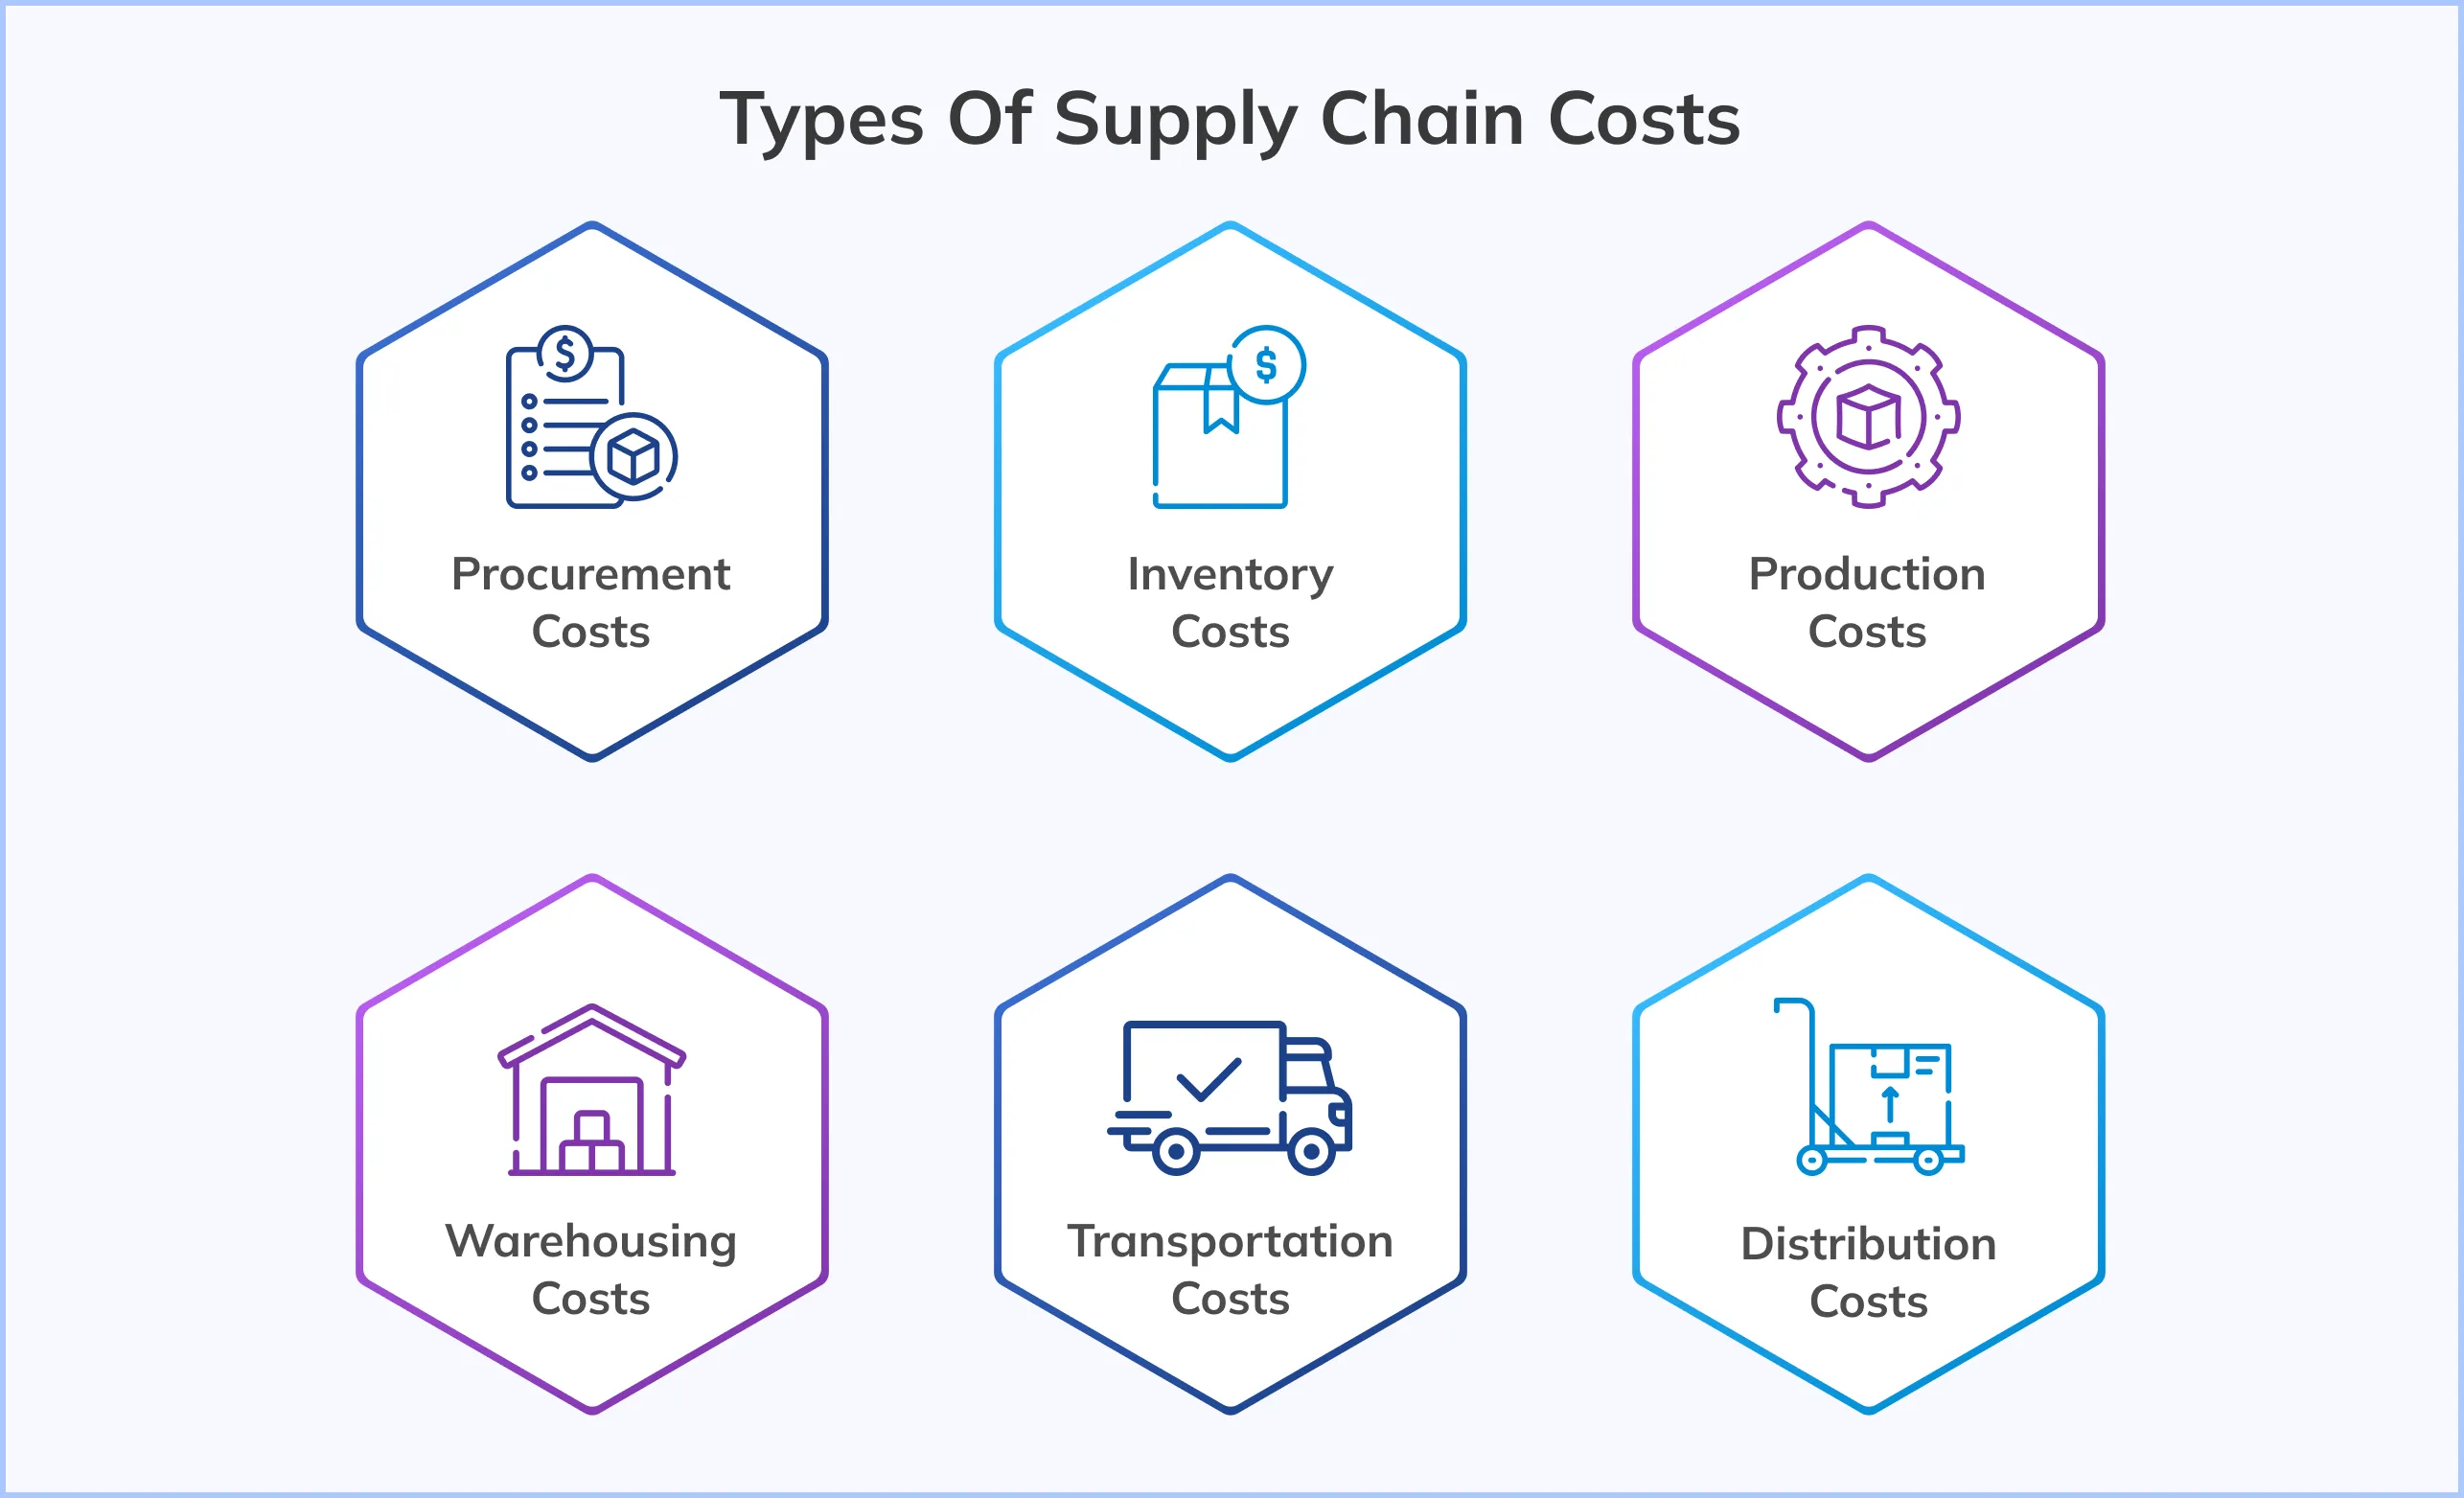 Types Of Supply Chain Costs
$
Procurement
Costs
$
Inventory
Costs
Production
Costs
Warehousing
Costs
Transportation
Costs
Distribution
Costs